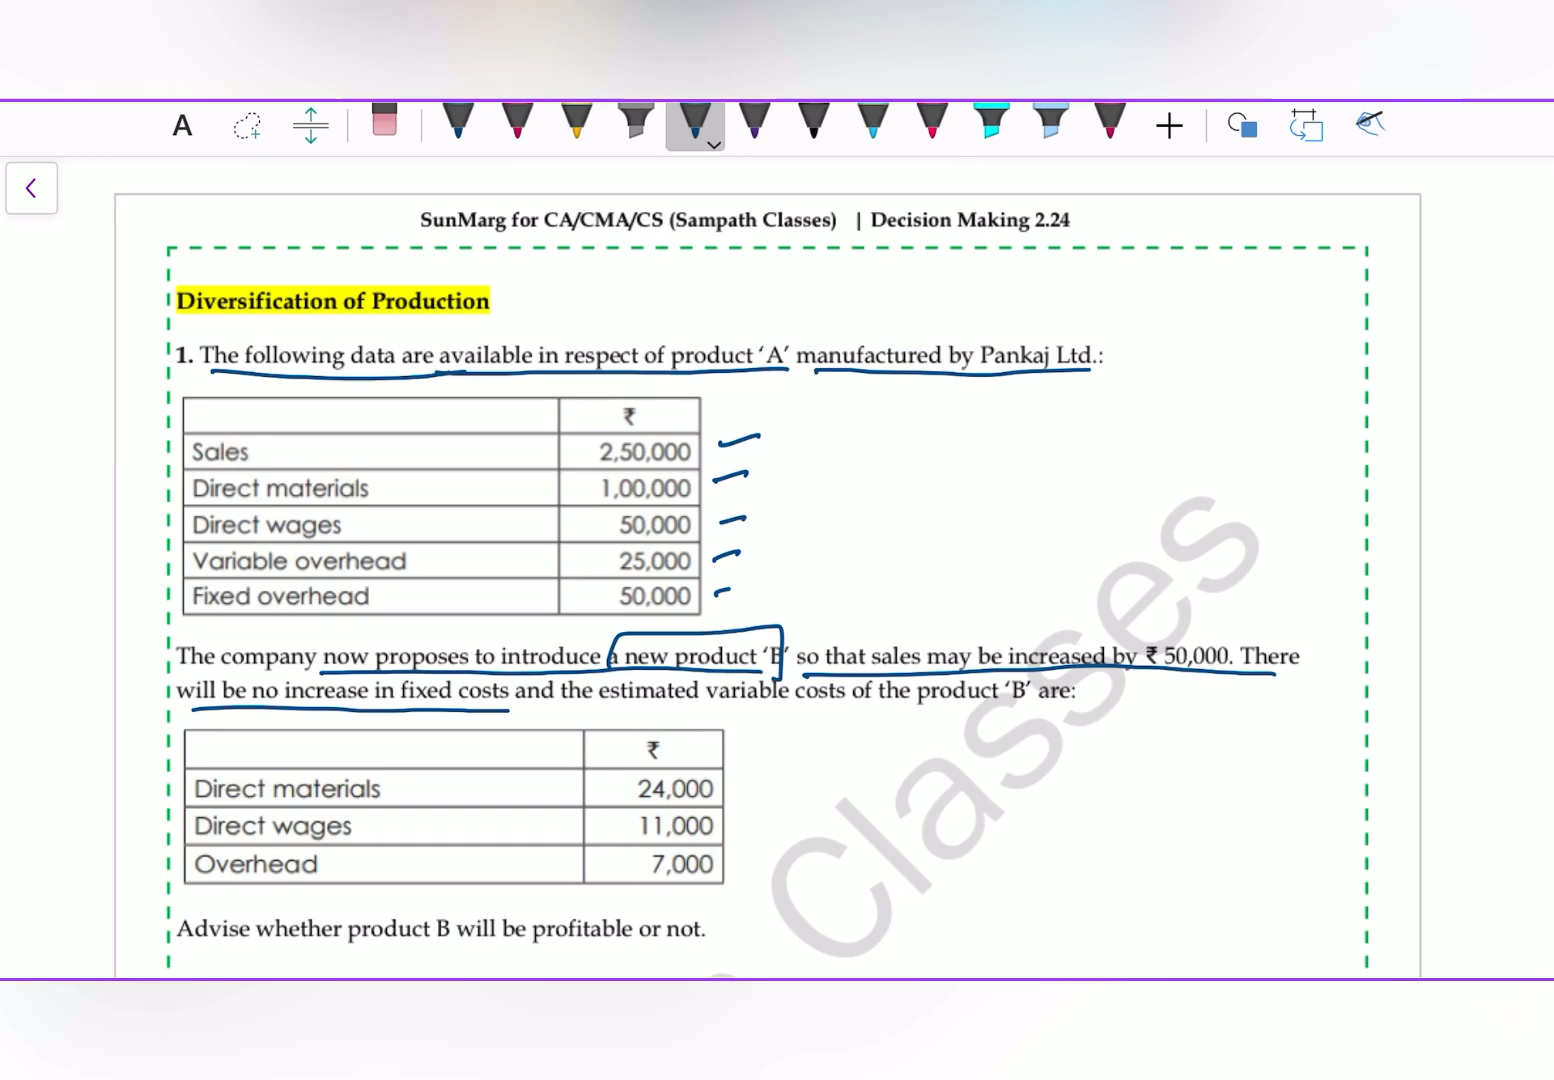 A
SunMarg for CA/CMA/CS (Sampath Classes) | Decision Making 2.24
Diversification of Production
1. The following data are available in respect of product ‘A’ manufactured by Pankaj Ltd.:
₹
Sales 2,50,000
Direct materials 1,00,000
Direct wages 50,000
Variable overhead 25,000
Fixed overhead 50,000
The company now proposes to introduce a new product ‘B’ so that sales may be increased by ₹ 50,000. There
will be no increase in fixed costs and the estimated variable costs of the product ‘B’ are:
₹
Direct materials 24,000
Direct wages 11,000
Overhead 7,000
Advise whether product B will be profitable or not.
Classes